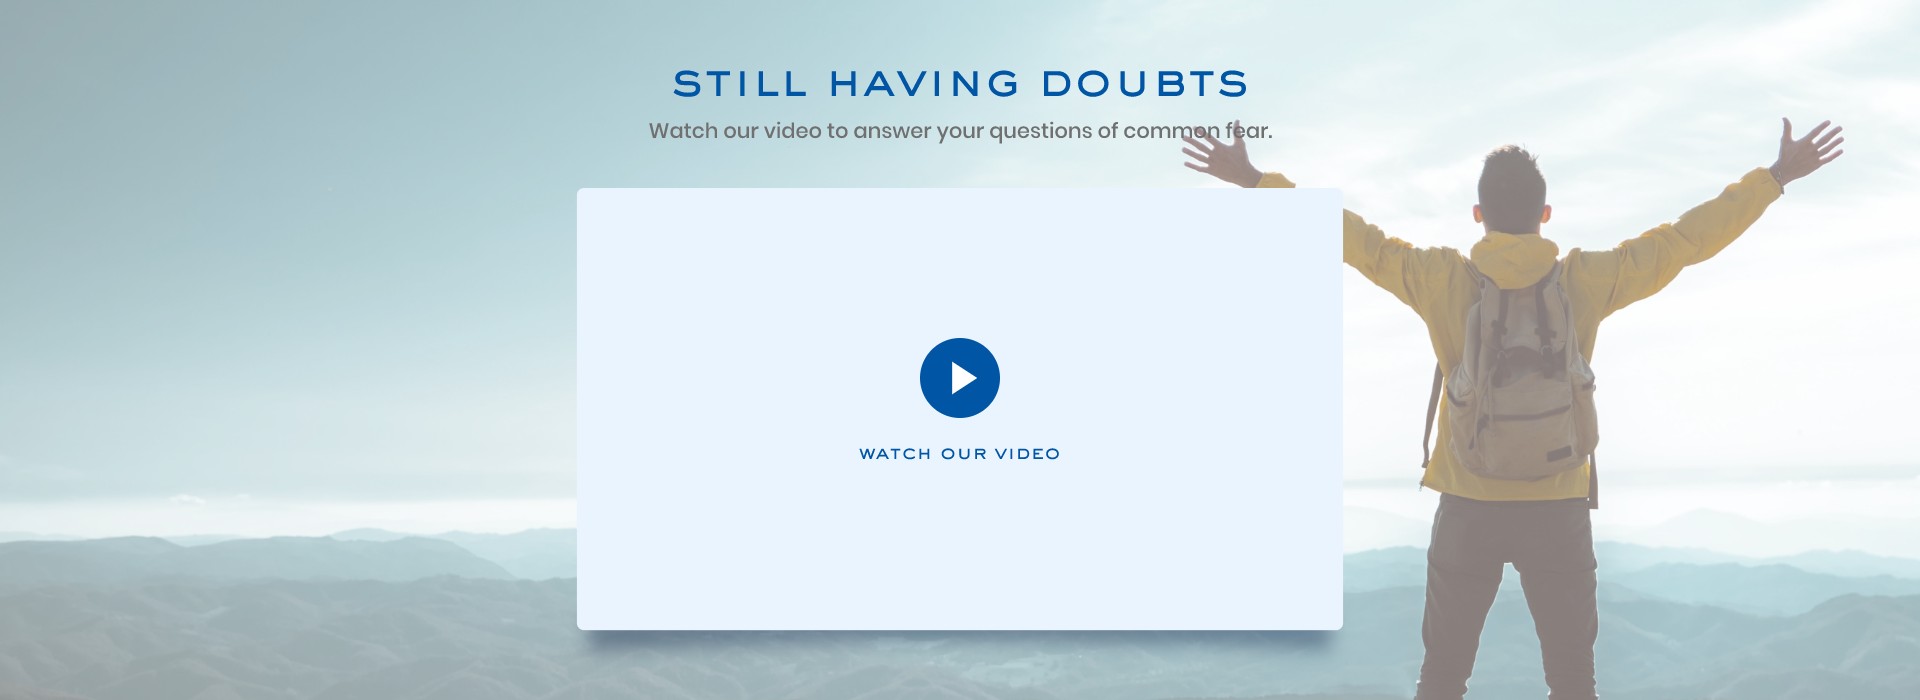 STILL HAVING DOUBTS
Watch our video to answer your questions of common fear.
WATCH OUR VIDEO